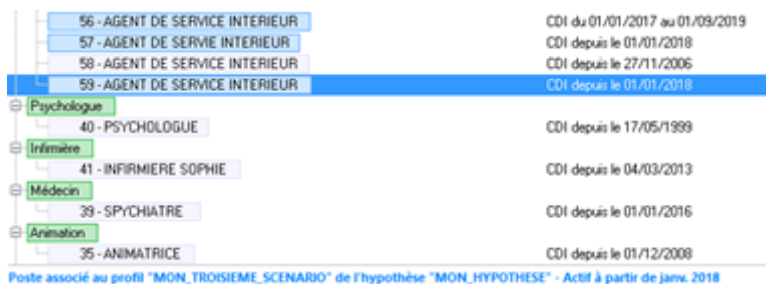 56 - AGENT DE SERVICE INTERIEUR CDI du 01/01/2017 au 01/09/2019
57 - AGENT DE SERVIE INTERIEUR CDI depuis le 01/01/2018
58 - AGENT DE SERVICE INTERIEUR CDI depuis le 27/11/2006
59 - AGENT DE SERVICE INTERIEUR CDI depuis le 01/01/2018
Psychologue
40 - PSYCHOLOGUE CDI depuis le 17/05/1999
Infirmière
41 - INFIRMIERE SOPHIE CDI depuis le 04/03/2013
Médecin
39 - SPYCHIATRE CDI depuis le 01/01/2016
Animation
35 - ANIMATRICE CDI depuis le 01/12/2008
Poste associé au profil "MON_TROISIEME_SCENARIO" de l'hypothèse "MON_HYPOTHESE" - Actif à partir de janv. 2018